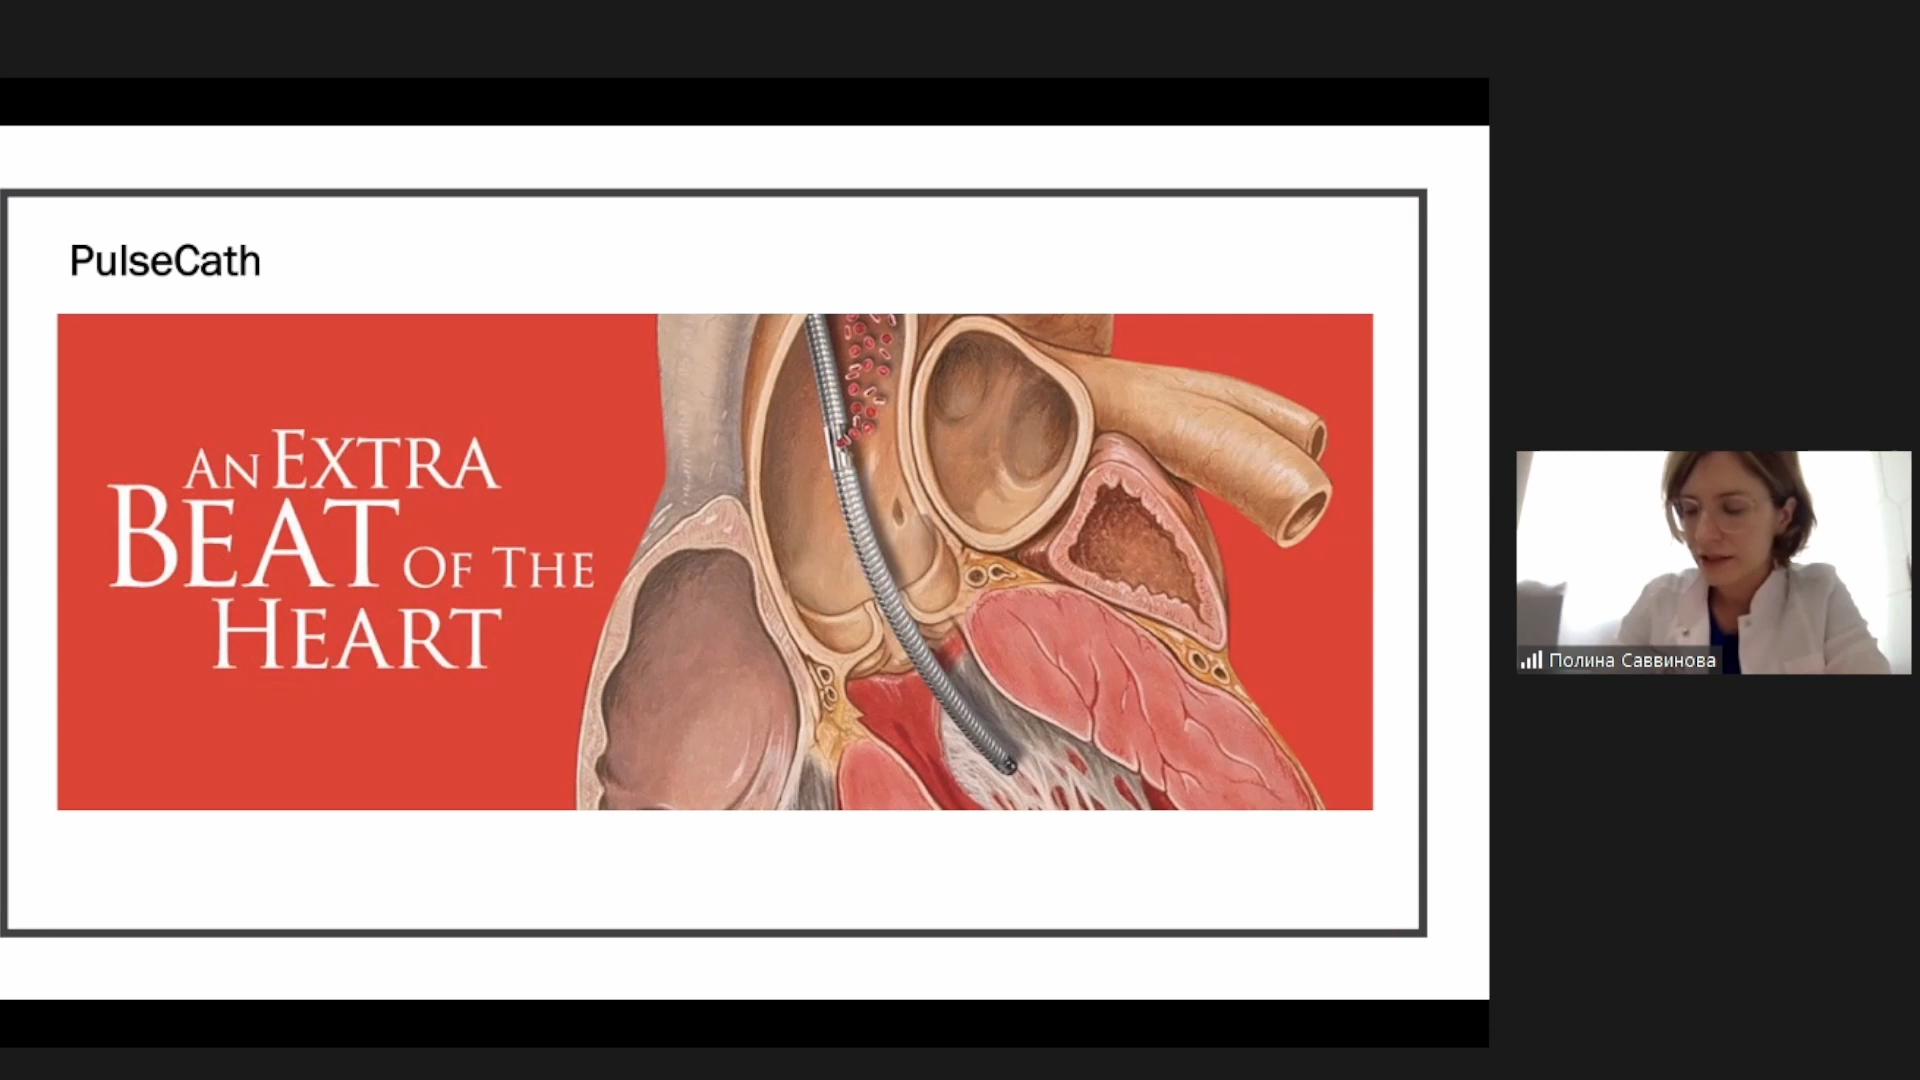 PulseCath
AN EXTRA
BEAT OF THE
HEART
Полина Саввинова